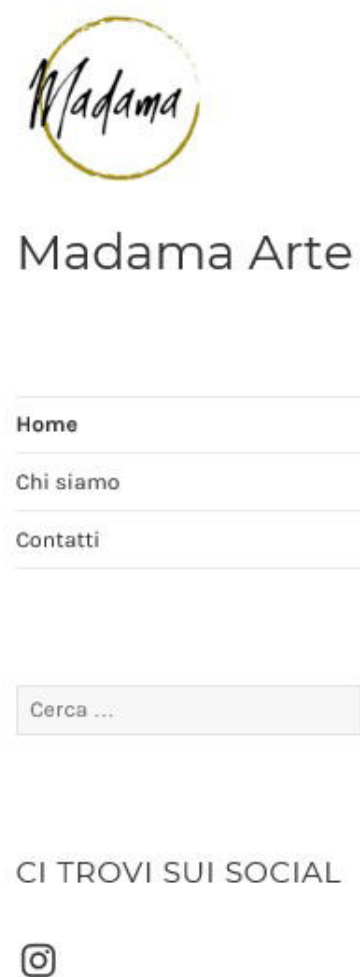 Madama
Madama Arte
Home
Chi siamo
Contatti
Cerca ...
CI TROVI SUI SOCIAL